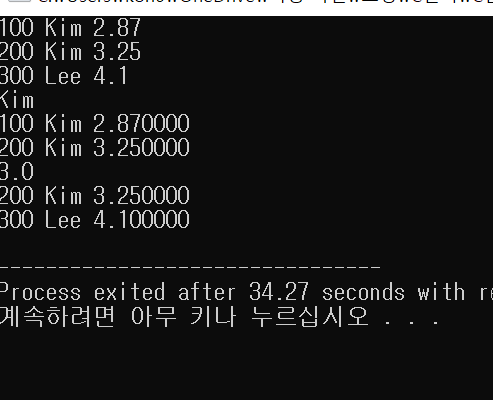 100 Kim 2.87
200 Kim 3.25
300 Lee 4.1
Kim
100 Kim 2.870000
200 Kim 3.250000
3.0
200 Kim 3.250000
300 Lee 4.100000
--------------------------------
Process exited after 34.27 seconds with
계속하려면 아무 키나 누르십시오 . . .